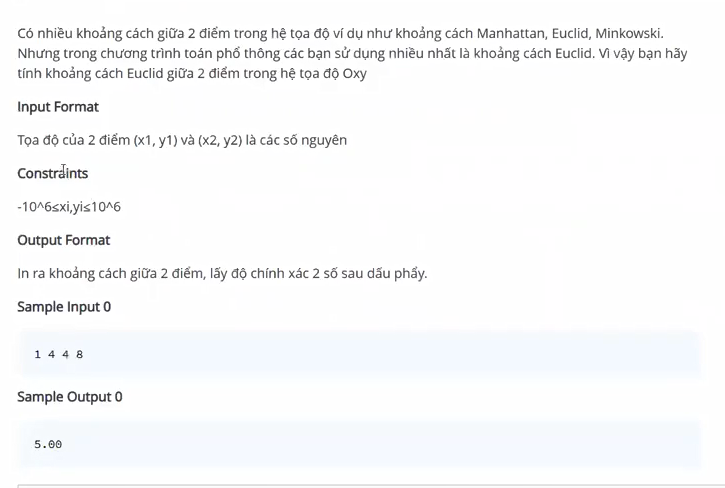 Có nhiều khoảng cách giữa 2 điểm trong hệ tọa độ ví dụ như khoảng cách Manhattan, Euclid, Minkowski.
Nhưng trong chương trình toán phổ thông các bạn sử dụng nhiều nhất là khoảng cách Euclid. Vì vậy bạn hãy
tính khoảng cách Euclid giữa 2 điểm trong hệ tọa độ Oxy
Input Format
Tọa độ của 2 điểm (x1, y1) và (x2, y2) là các số nguyên
Constraints
-10^6≤xi,yi≤10^6
Output Format
In ra khoảng cách giữa 2 điểm, lấy độ chính xác 2 số sau dấu phẩy.
Sample Input 0
1 4 4 8
Sample Output 0
5.00